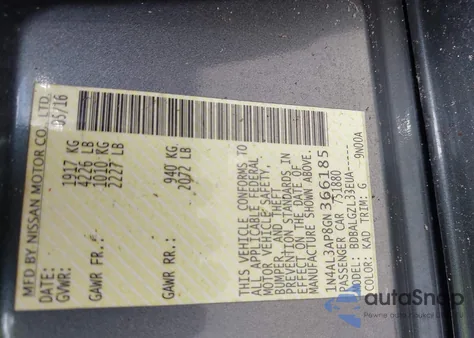 MFD BY NISSAN MOTOR CO., LTD.
DATE: 05/16
GVWR: 1917 KG
4226 LB
GAWR FR.: 1010 KG
2227 LB
GAWR RR.: 940 KG
2072 LB
THIS VEHICLE CONFORMS TO
ALL APPLICABLE FEDERAL
MOTOR VEHICLE SAFETY,
BUMPER, AND THEFT
PREVENTION STANDARDS IN
EFFECT ON THE DATE OF
MANUFACTURE SHOWN ABOVE.
1N4AL3AP8GN366185
PASSENGER CAR
MODEL: BDBALGZL33EUA-----
COLOR: KAD TRIM: G 9N00A
autoSnap